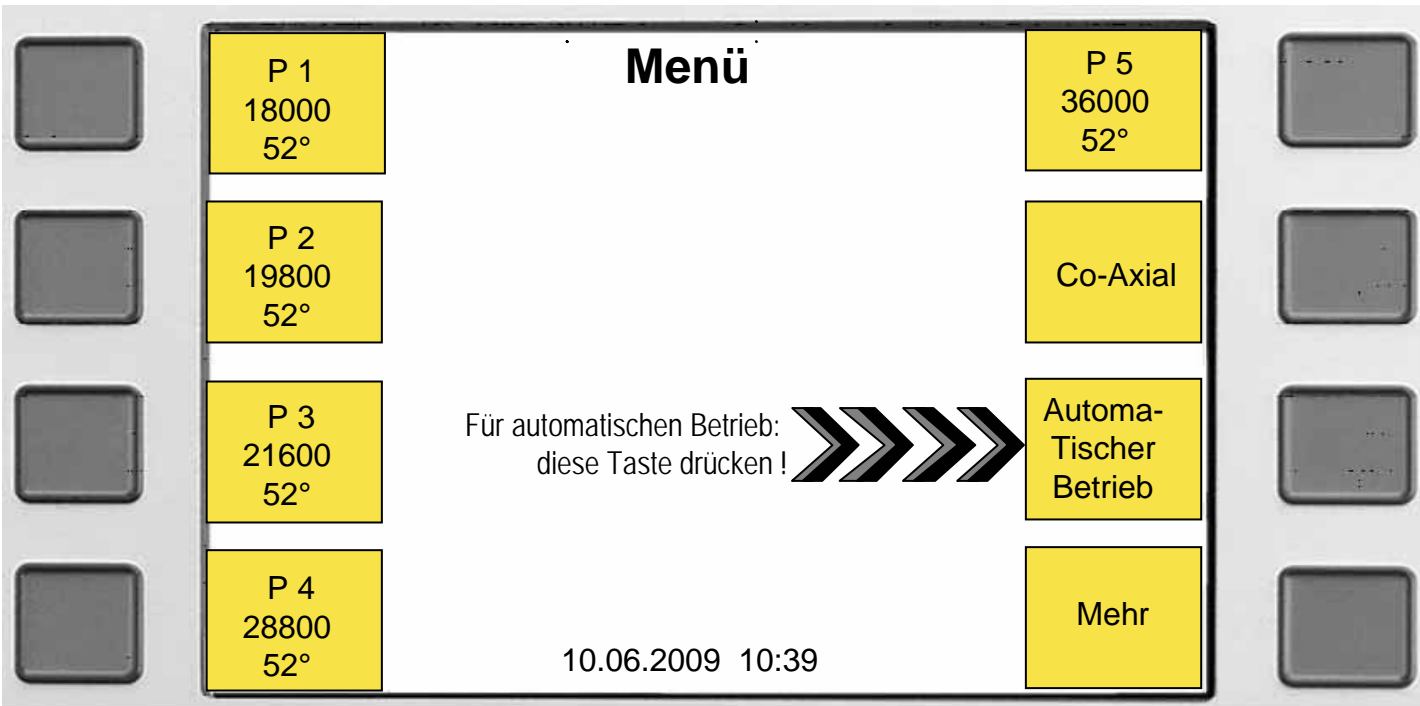 Menü
P 1
18000
52°
P 2
19800
52°
P 3
21600
52°
P 4
28800
52°
P 5
36000
52°
Co-Axial
Für automatischen Betrieb:
diese Taste drücken !
Automa-
Tischer
Betrieb
Mehr
10.06.2009 10:39